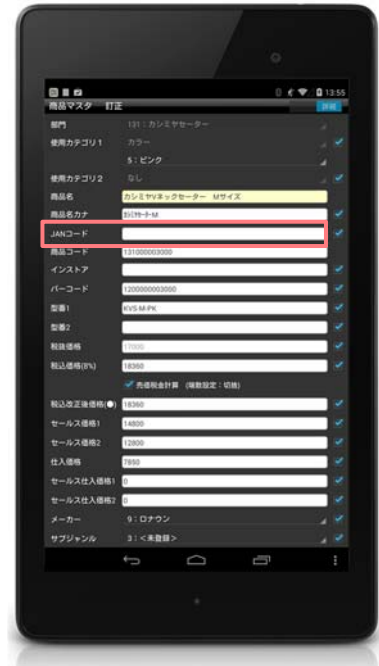 13:55
商品マスタ 訂正 詳細
部門 131：カシミヤセーター
使用カテゴリ1 カラー
5：ピンク
使用カテゴリ2 なし
商品名 カシミヤVネックセーター Mサイズ
商品名カナ ｶｼﾐﾔｾｰﾀｰM
JANコード
商品コード 131000003000
インストア
バーコード 1200000003000
型番1 KVS-M-PK
型番2
税抜価格 17000
税込価格(8%) 18360
売価税金計算 (端数設定：切捨)
税込改正後価格(●) 18360
セールス価格1 14800
セールス価格2 12800
仕入価格 7850
セールス仕入価格1 0
セールス仕入価格2 0
メーカー 9：ロナウン
サブジャンル 3：<未登録>